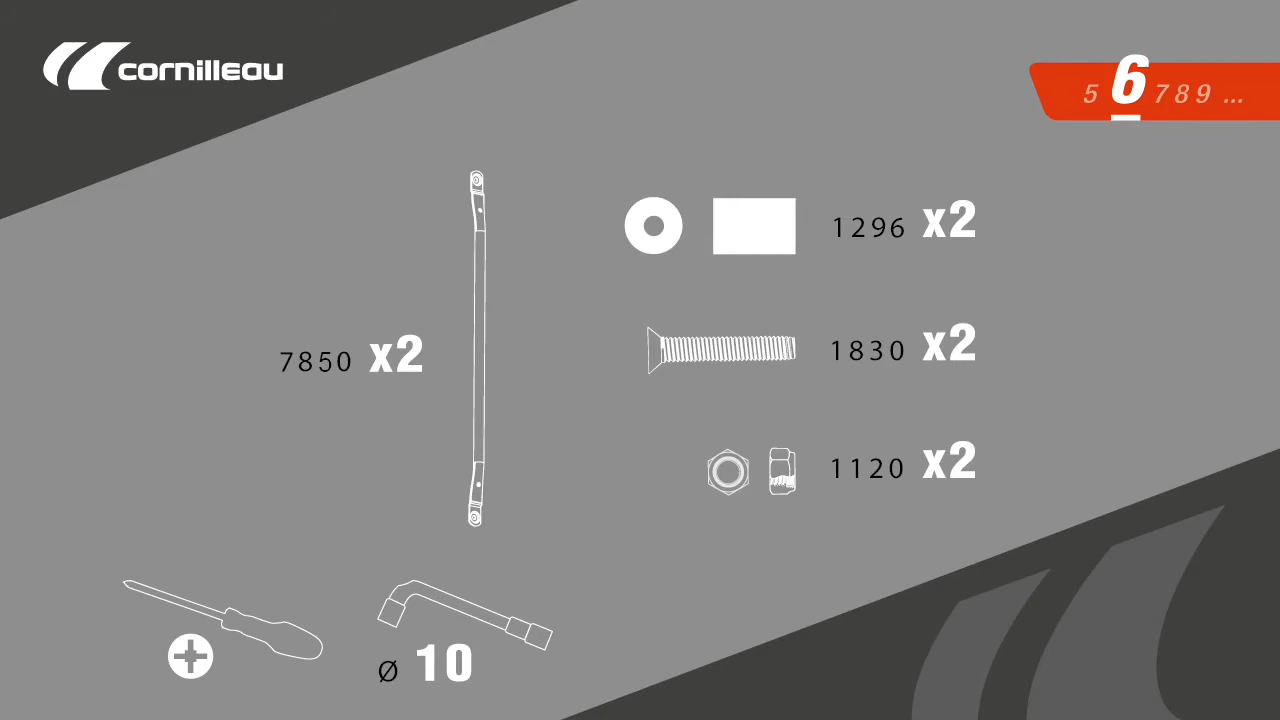 cornilleau
5 6 7 8 9 ...
1296 x2
7850 x2
1830 x2
1120 x2
Ø 10